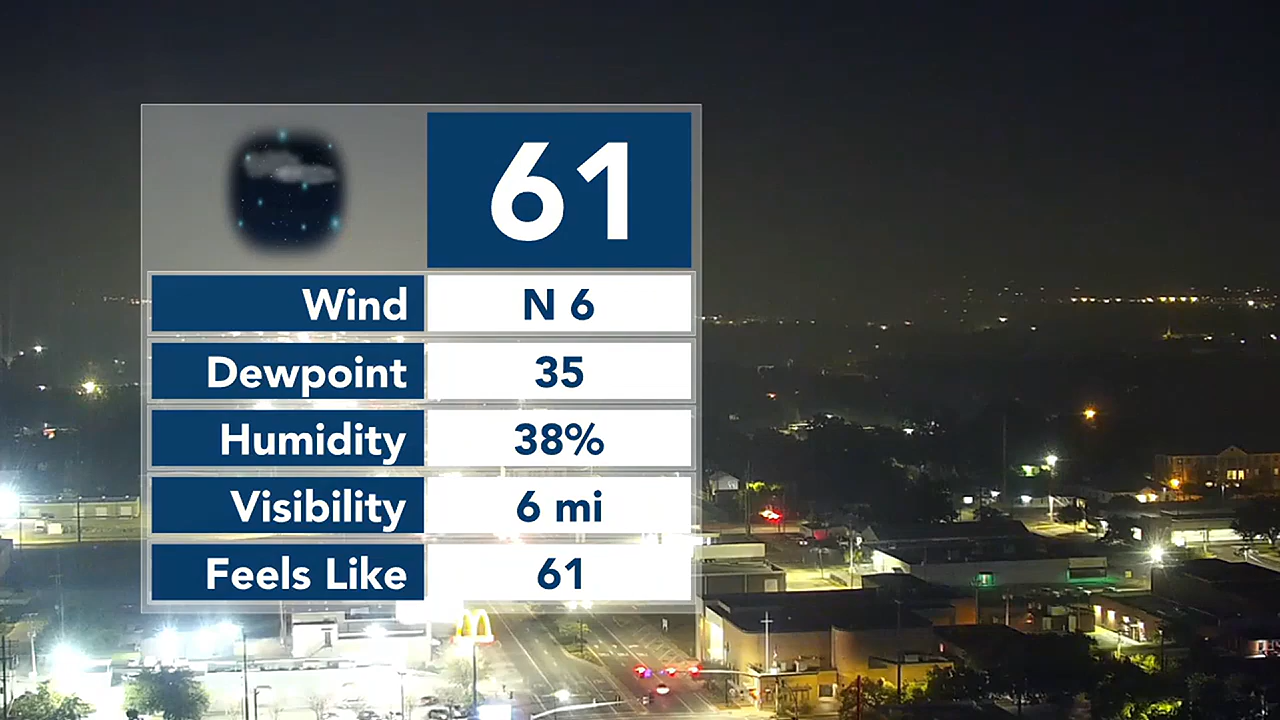 61
Wind N 6
Dewpoint 35
Humidity 38%
Visibility 6 mi
Feels Like 61